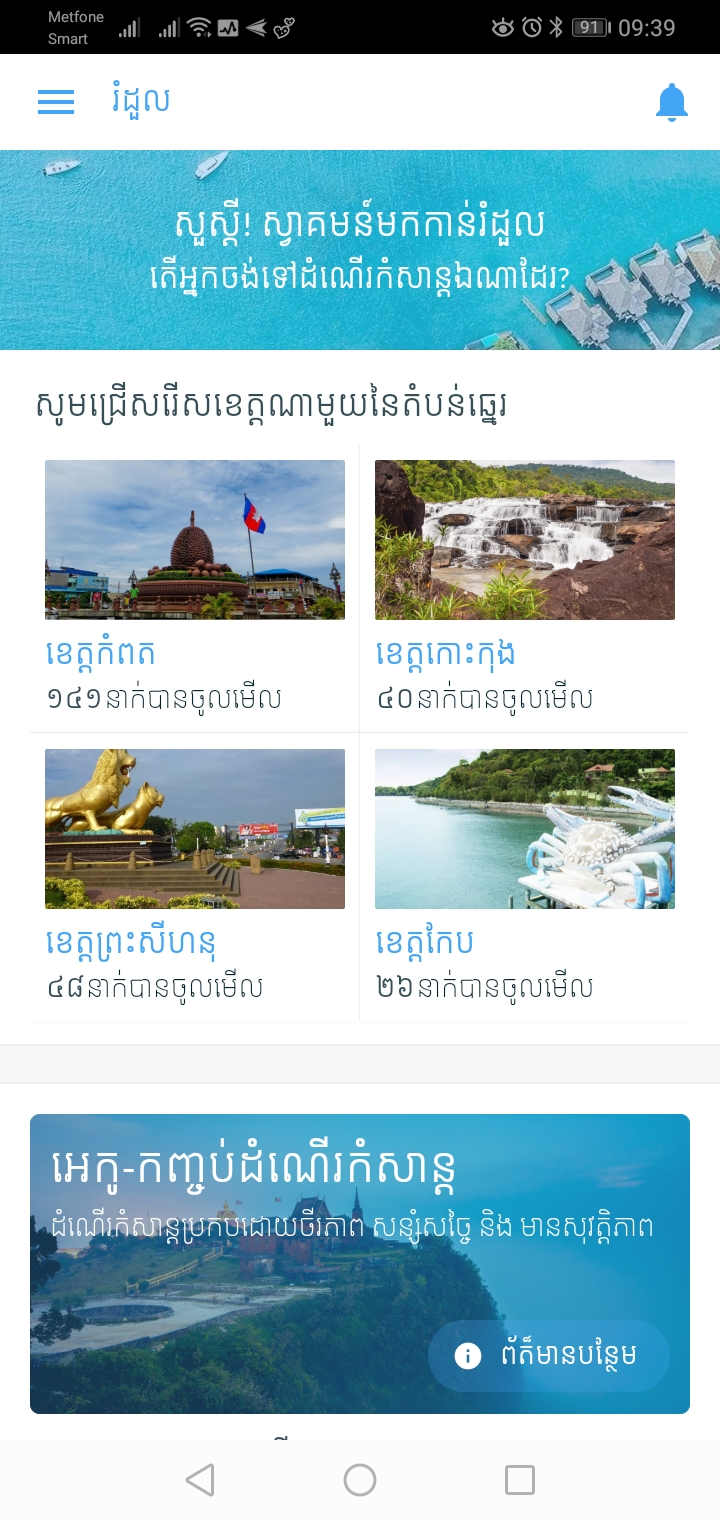 Metfone
Smart
91 09:39
រំដួល
សួស្តី! ស្វាគមន៍មកកាន់រំដួល
តើអ្នកចង់ទៅដំណើរកំសាន្តឯណាដែរ?
សូមជ្រើសរើសខេត្តណាមួយនៃតំបន់ឆ្នេរ
ខេត្តកំពត
១៤១នាក់បានចូលមើល
ខេត្តកោះកុង
៤០នាក់បានចូលមើល
ខេត្តព្រះសីហនុ
៤៨នាក់បានចូលមើល
ខេត្តកែប
២៦នាក់បានចូលមើល
អេកូ-កញ្ចប់ដំណើរកំសាន្ត
ដំណើរកំសាន្តប្រកបដោយចីរភាព សន្សំសច្ចៃ និង មានសុវត្តិភាព
ព័ត៏មានបន្ថែម